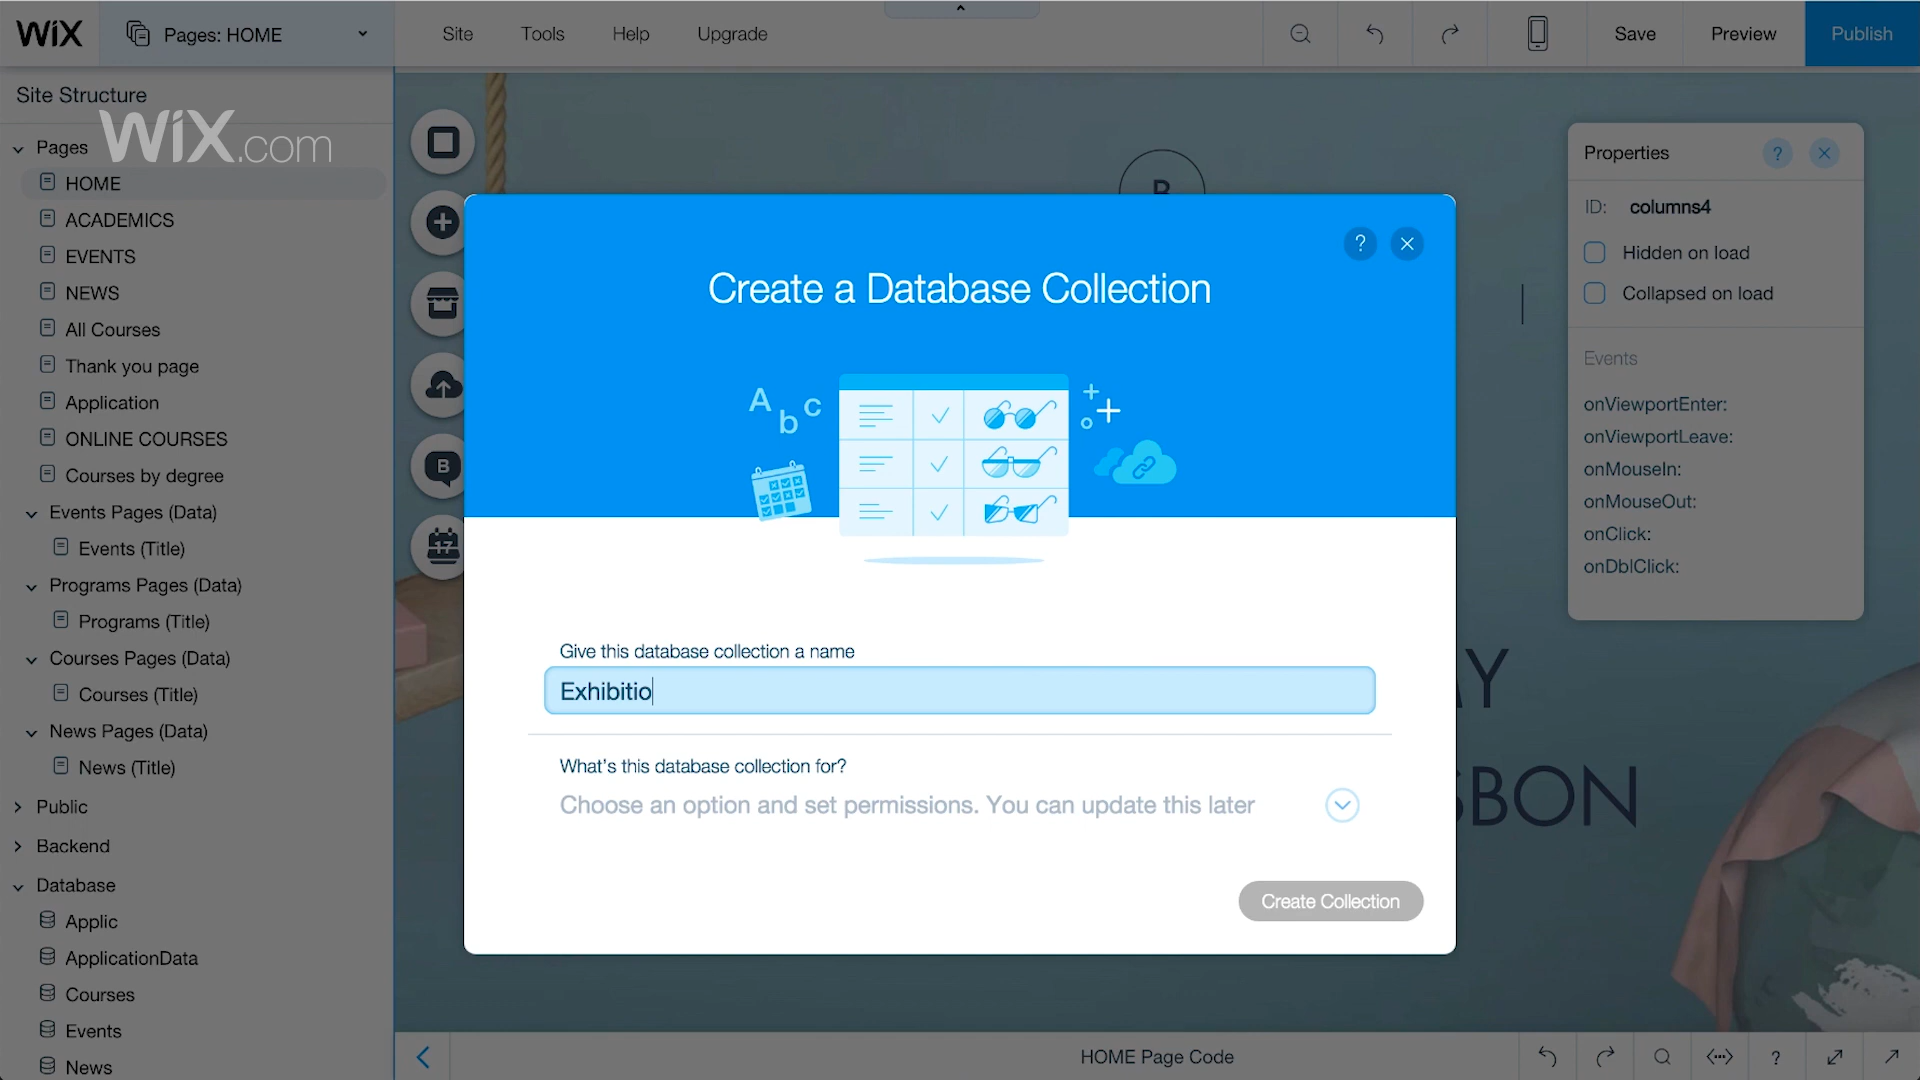 WiX
Pages: HOME
Site
Tools
Help
Upgrade
Save
Preview
Publish
Site Structure
WiX.com
Pages
HOME
ACADEMICS
EVENTS
NEWS
All Courses
Thank you page
Application
ONLINE COURSES
Courses by degree
Events Pages (Data)
Events (Title)
Programs Pages (Data)
Programs (Title)
Courses Pages (Data)
Courses (Title)
News Pages (Data)
News (Title)
Public
Backend
Database
Applic
ApplicationData
Courses
Events
News
B
17
B
?
Create a Database Collection
A b c
Give this database collection a name
Exhibitio
What's this database collection for?
Choose an option and set permissions. You can update this later
Create Collection
Properties
?
ID: columns4
Hidden on load
Collapsed on load
Events
onViewportEnter:
onViewportLeave:
onMouseIn:
onMouseOut:
onClick:
onDblClick:
Y
BON
HOME Page Code
?